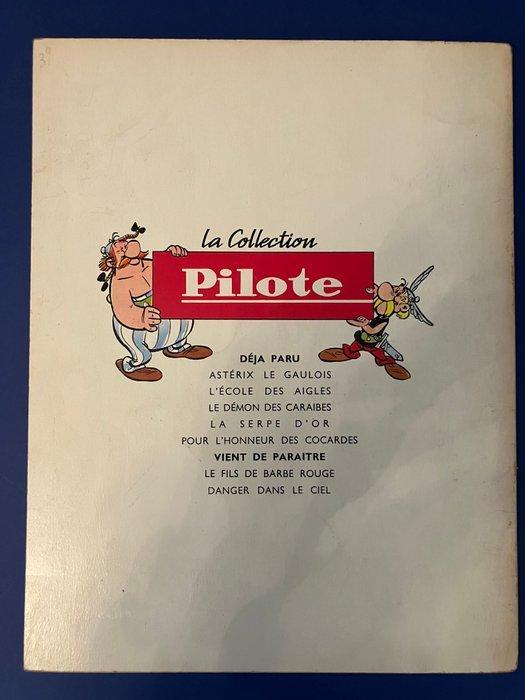 39
la Collection
Pilote
DÉJA PARU
ASTÉRIX LE GAULOIS
L'ÉCOLE DES AIGLES
LE DÉMON DES CARAIBES
LA SERPE D'OR
POUR L'HONNEUR DES COCARDES
VIENT DE PARAITRE
LE FILS DE BARBE ROUGE
DANGER DANS LE CIEL